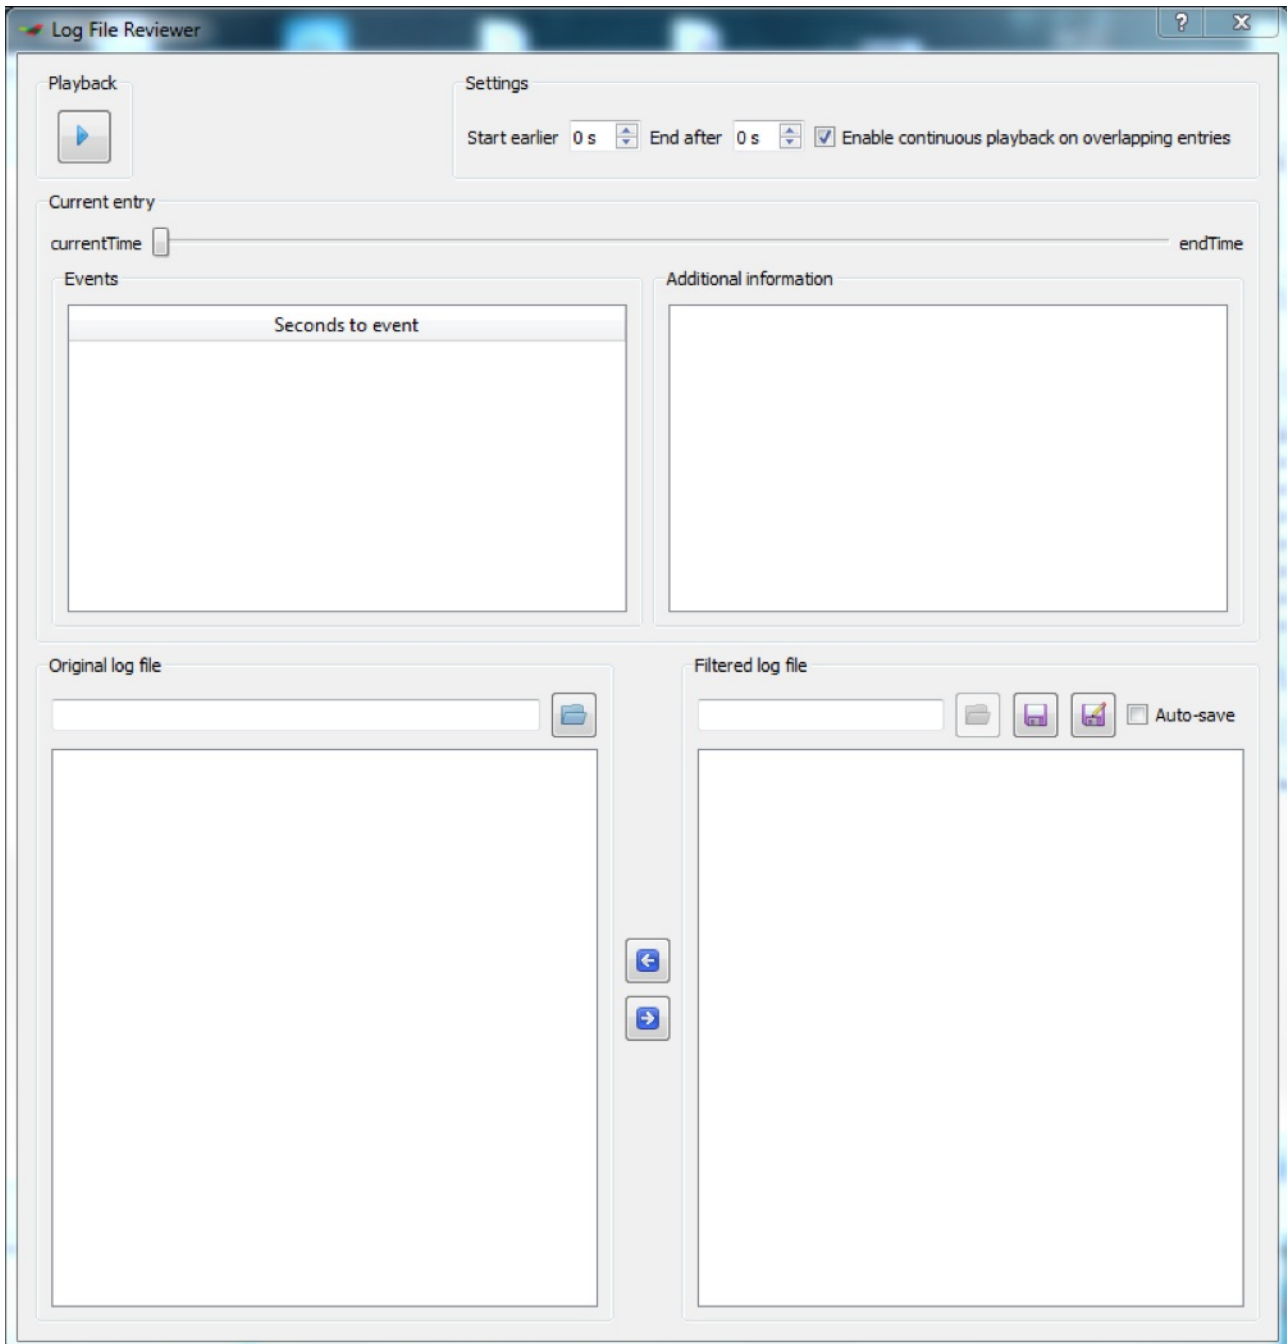 Log File Reviewer
Playback
Settings
Start earlier 0 s End after 0 s Enable continuous playback on overlapping entries
Current entry
currentTime endTime
Events Additional information
Seconds to event
Original log file Filtered log file
Auto-save